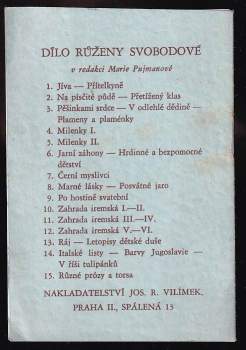 DÍLO RŮŽENY SVOBODOVÉ
v redakci Marie Pujmanové
1. Jíva — Přítelkyně
2. Na písčité půdě — Přetížený klas
3. Pěšinkami srdce — V odlehlé dědině —
Plameny a plaménky
4. Milenky I.
5. Milenky II.
6. Jarní záhony — Hrdinné a bezpomocné
dětství
7. Černí myslivci
8. Marné lásky — Posvátné jaro
9. Po hostině svatební
10. Zahrada iremská I.—II.
11. Zahrada iremská III.—IV.
12. Zahrada iremská V.—VI.
13. Ráj — Letopisy dětské duše
14. Italské listy — Barvy Jugoslavie —
V říši tulipánků
15. Různé prózy a torsa
NAKLADATELSTVÍ JOS. R. VILÍMEK,
PRAHA II., SPÁLENÁ 13